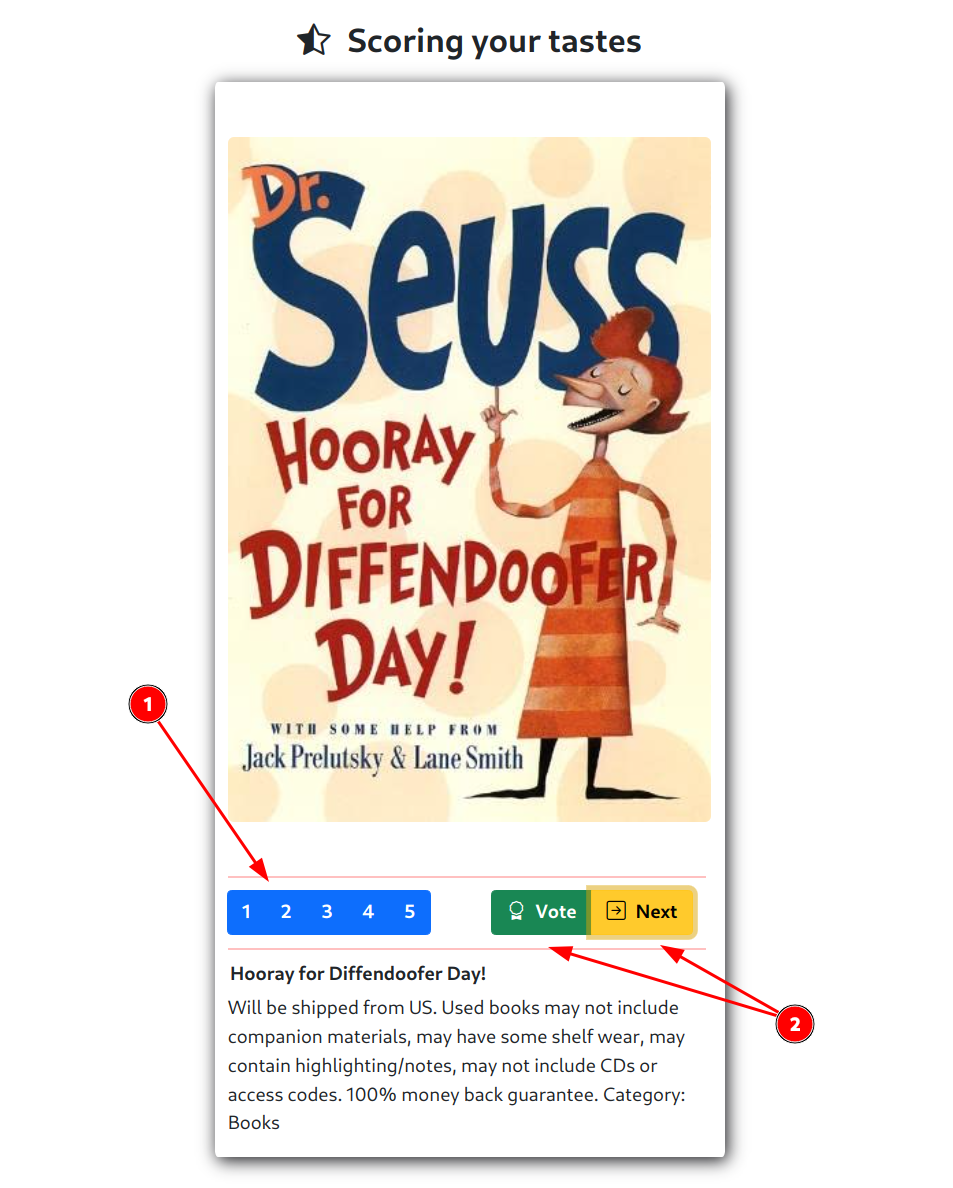 Scoring your tastes
Dr.
Seuss
HOORAY
FOR
DIFFENDOOFER
DAY!
WITH SOME HELP FROM
Jack Prelutsky & Lane Smith
1
1 2 3 4 5 Vote Next
Hooray for Diffendoofer Day!
Will be shipped from US. Used books may not include
companion materials, may have some shelf wear, may
contain highlighting/notes, may not include CDs or
access codes. 100% money back guarantee. Category:
Books
2